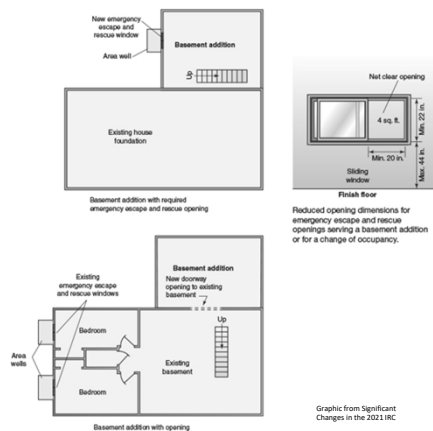 New emergency
escape and
rescue window
Area well
Basement addition
Up
Existing house
foundation
Basement addition with required
emergency escape and rescue opening
Net clear opening
4 sq. ft.
Min. 22 in.
Min. 20 in.
Max. 44 in.
Sliding
window
Finish floor
Reduced opening dimensions for
emergency escape and rescue
openings serving a basement addition
or for a change of occupancy.
Existing
emergency escape
and rescue windows
Basement addition
New doorway
opening to existing
basement
Up
Bedroom
Area
wells
Existing
basement
Bedroom
Basement addition with opening
Graphic from Significant
Changes in the 2021 IRC